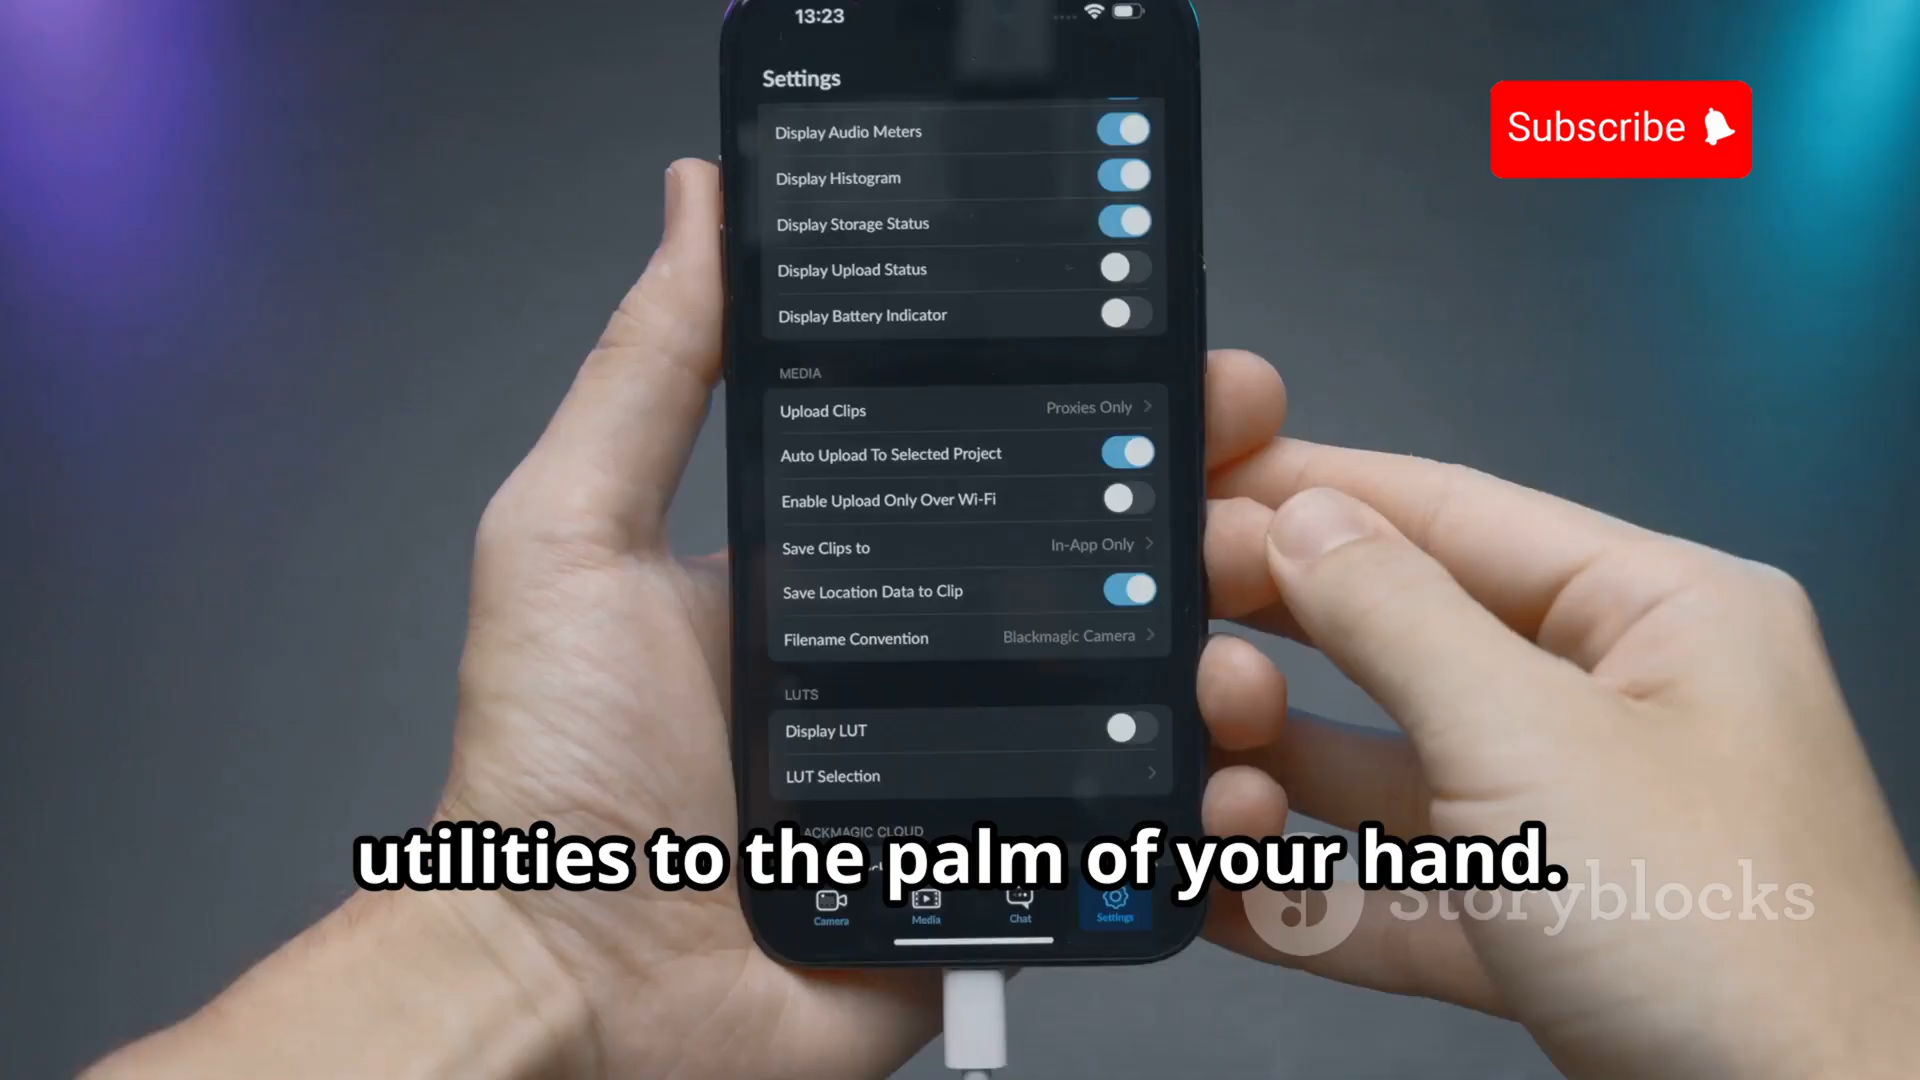 13:23
Settings
Subscribe
Display Audio Meters
Display Histogram
Display Storage Status
Display Upload Status
Display Battery Indicator
MEDIA
Upload Clips Proxies Only
Auto Upload To Selected Project
Enable Upload Only Over Wi-Fi
Save Clips to In-App Only
Save Location Data to Clip
Filename Convention Blackmagic Camera
LUTS
Display LUT
LUT Selection
ACKMAGIC CLOUD
utilities to the palm of your hand.
Storyblocks
Camera Media Chat Settings